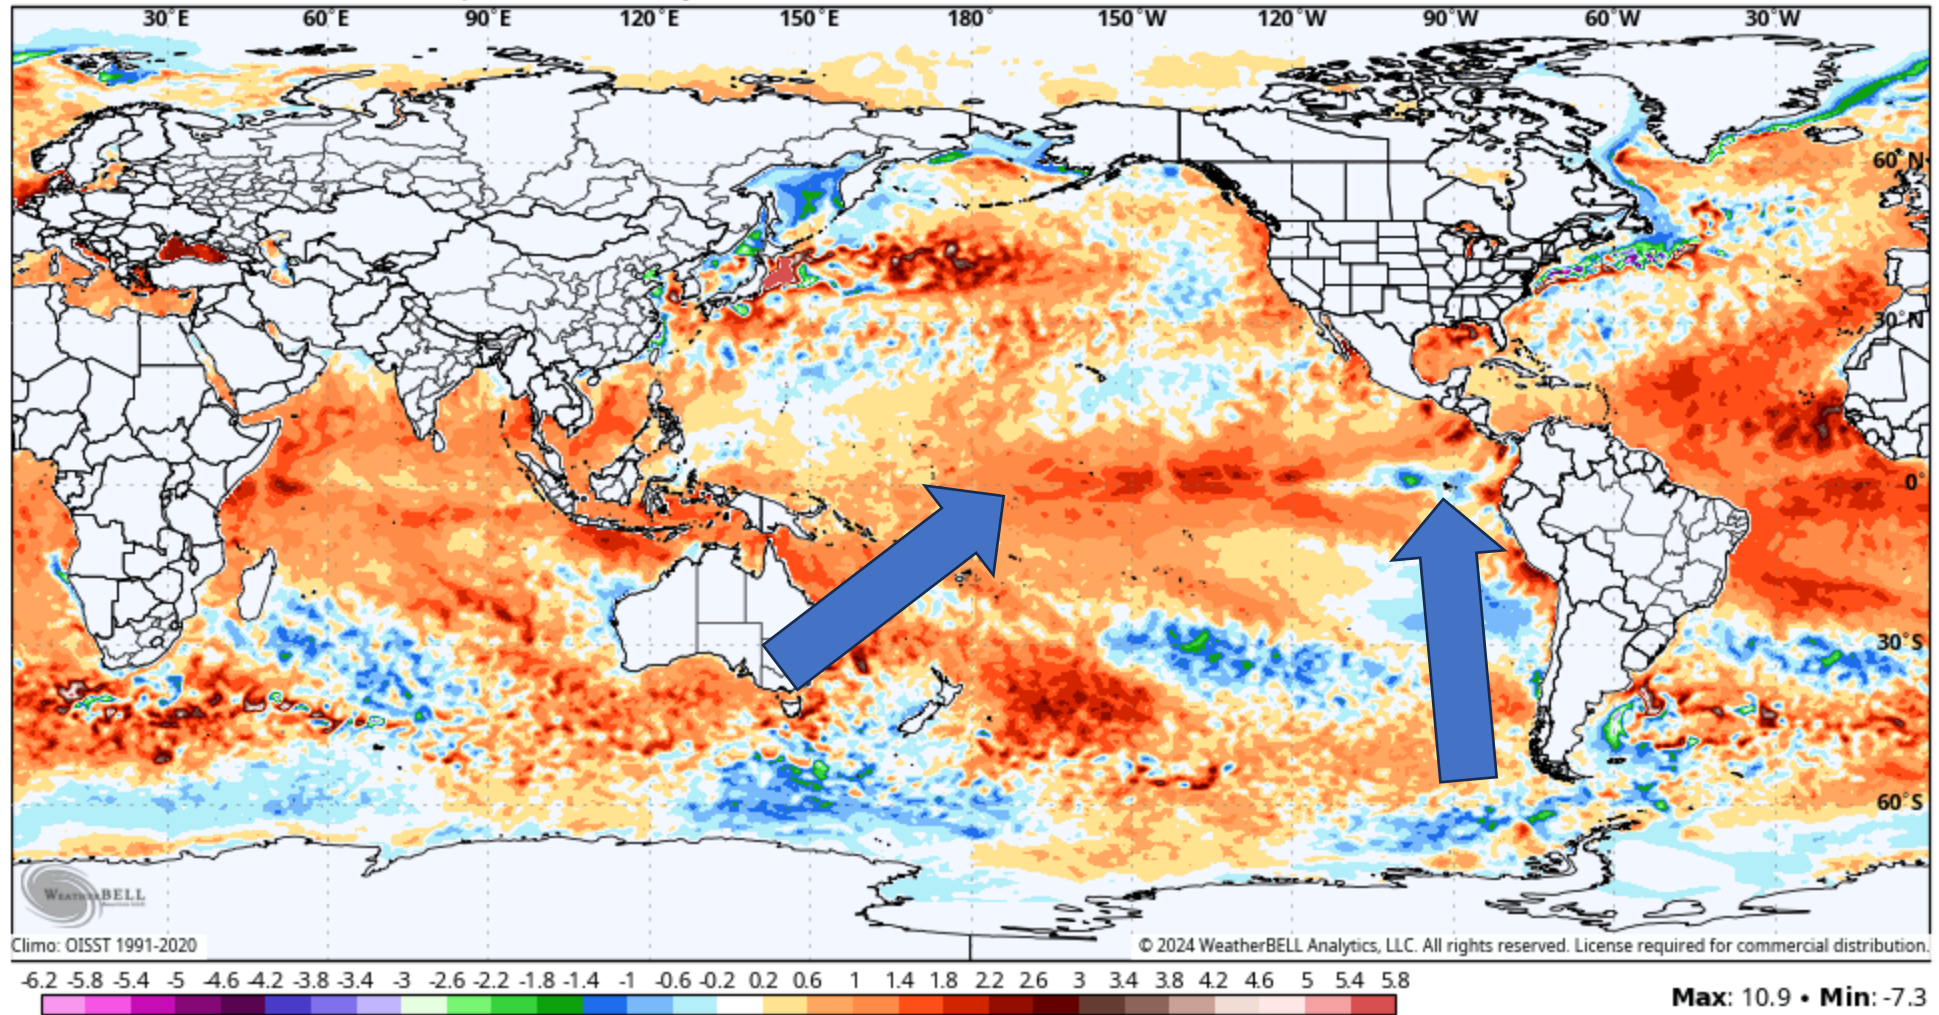 30°E 60°E 90°E 120°E 150°E 180° 150°W 120°W 90°W 60°W 30°W
60°N
30°N
0°
30°S
60°S
WEATHERBELL
Climo: OISST 1991-2020
© 2024 WeatherBELL Analytics, LLC. All rights reserved. License required for commercial distribution.
-6.2 -5.8 -5.4 -5 -4.6 -4.2 -3.8 -3.4 -3 -2.6 -2.2 -1.8 -1.4 -1 -0.6 -0.2 0.2 0.6 1 1.4 1.8 2.2 2.6 3 3.4 3.8 4.2 4.6 5 5.4 5.8
Max: 10.9 • Min: -7.3